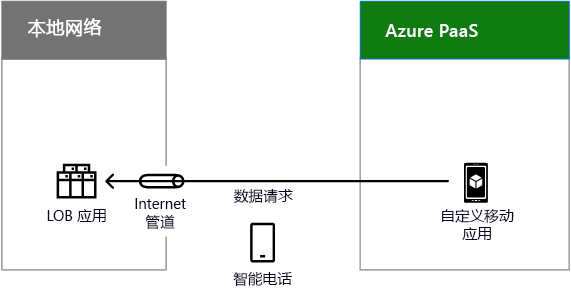 本地网络
Azure PaaS
LOB 应用
Internet
管道
数据请求
自定义移动
应用
智能电话